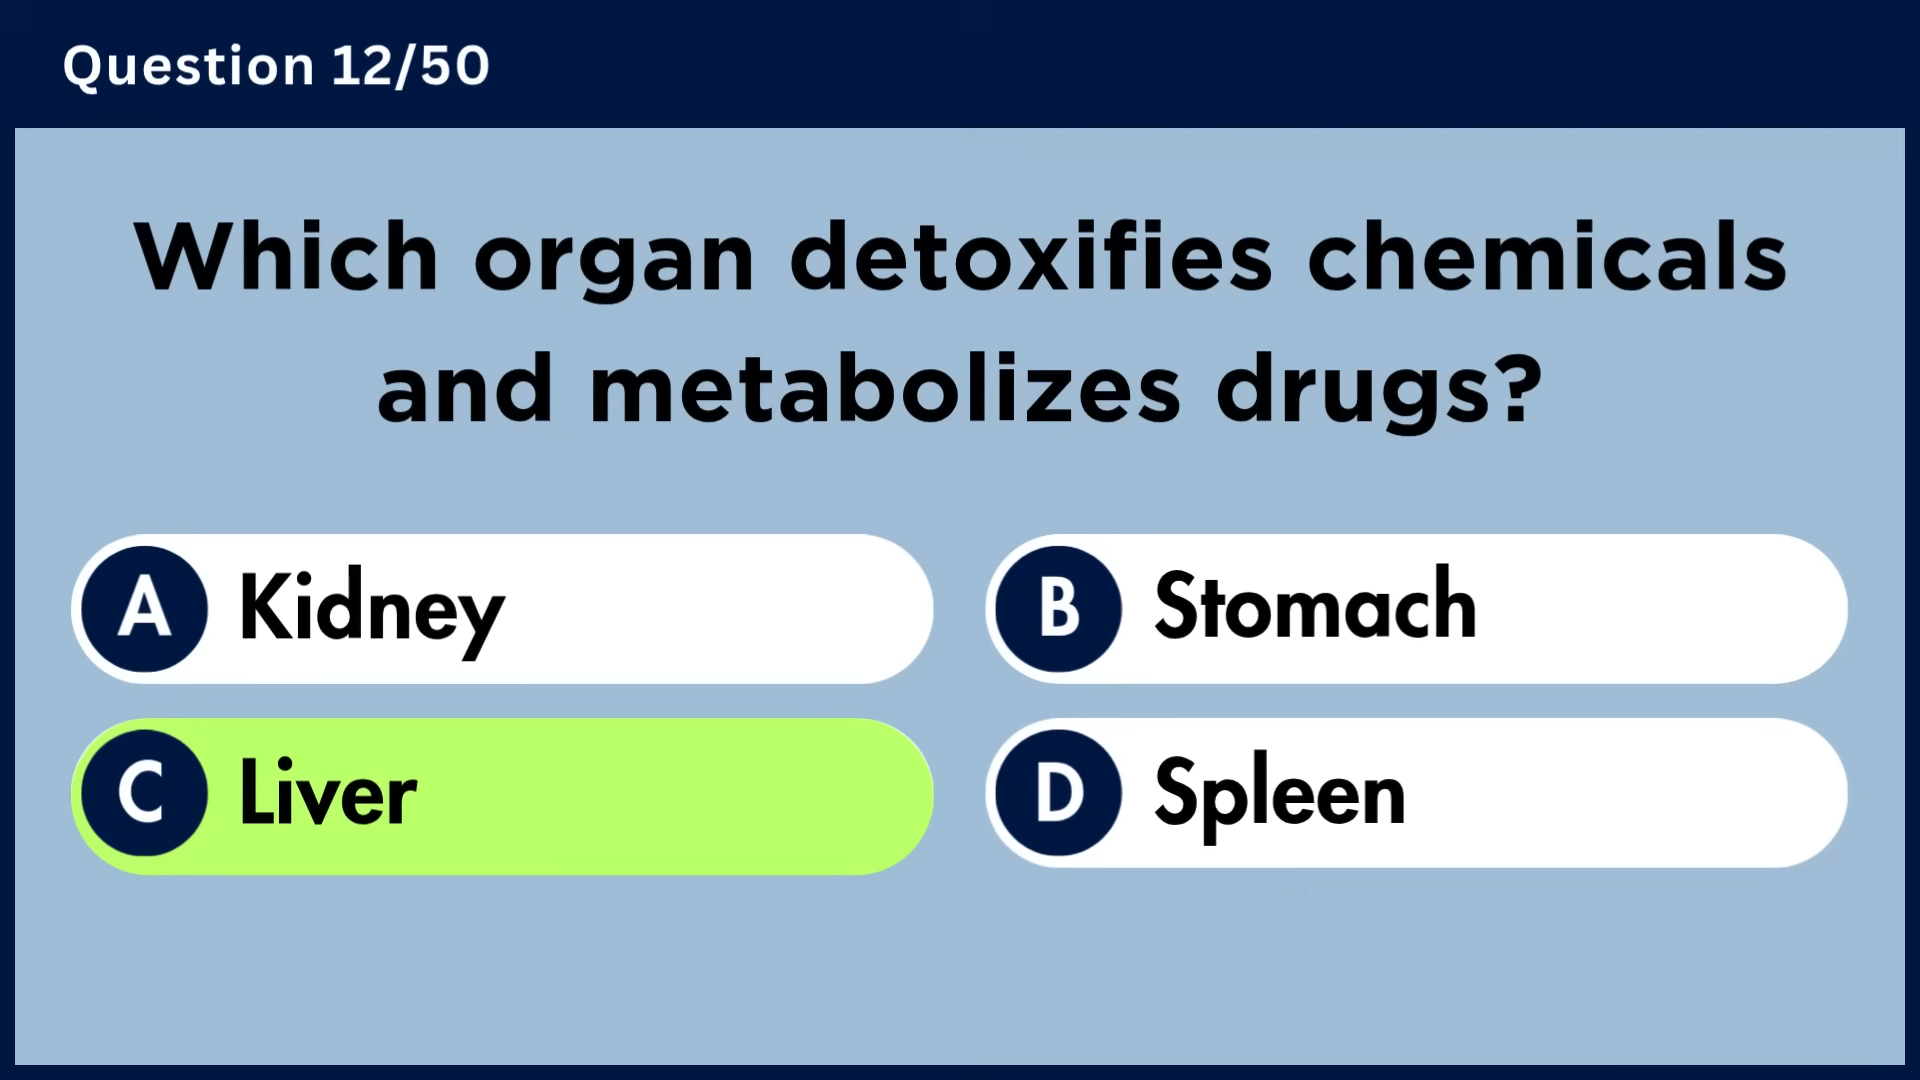 Question 12/50
Which organ detoxifies chemicals
and metabolizes drugs?
A Kidney
B Stomach
C Liver
D Spleen